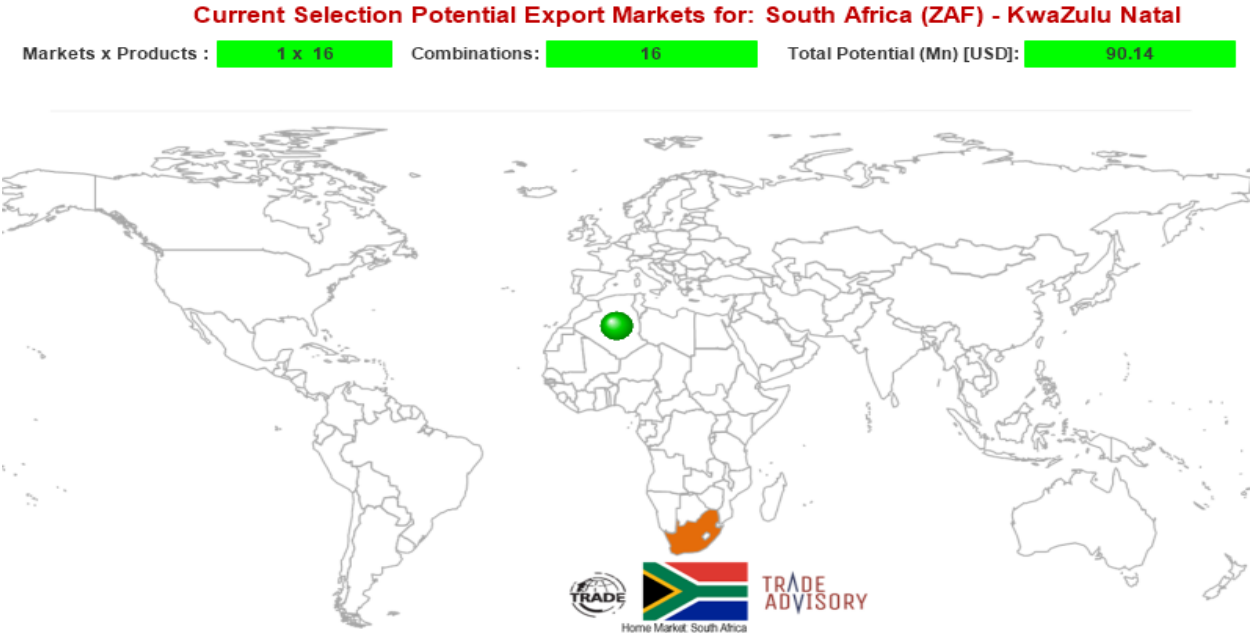 Current Selection Potential Export Markets for: South Africa (ZAF) - KwaZulu Natal
Markets x Products : 1 x 16 Combinations: 16 Total Potential (Mn) [USD]: 90.14
TRADE
TRADE
ADVISORY
Home Market: South Africa